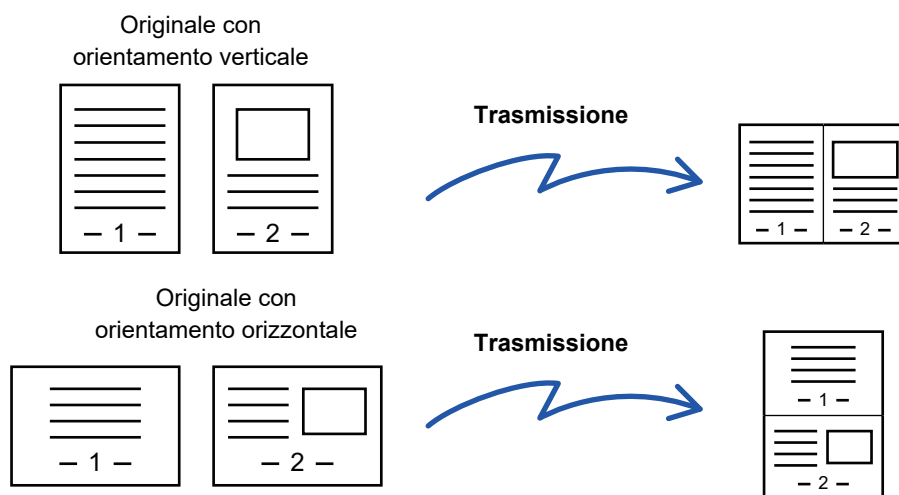 Originale con
orientamento verticale
Trasmissione
– 1 –
– 2 –
– 1 –
– 2 –
Originale con
orientamento orizzontale
Trasmissione
– 1 –
– 2 –
– 1 –
– 2 –